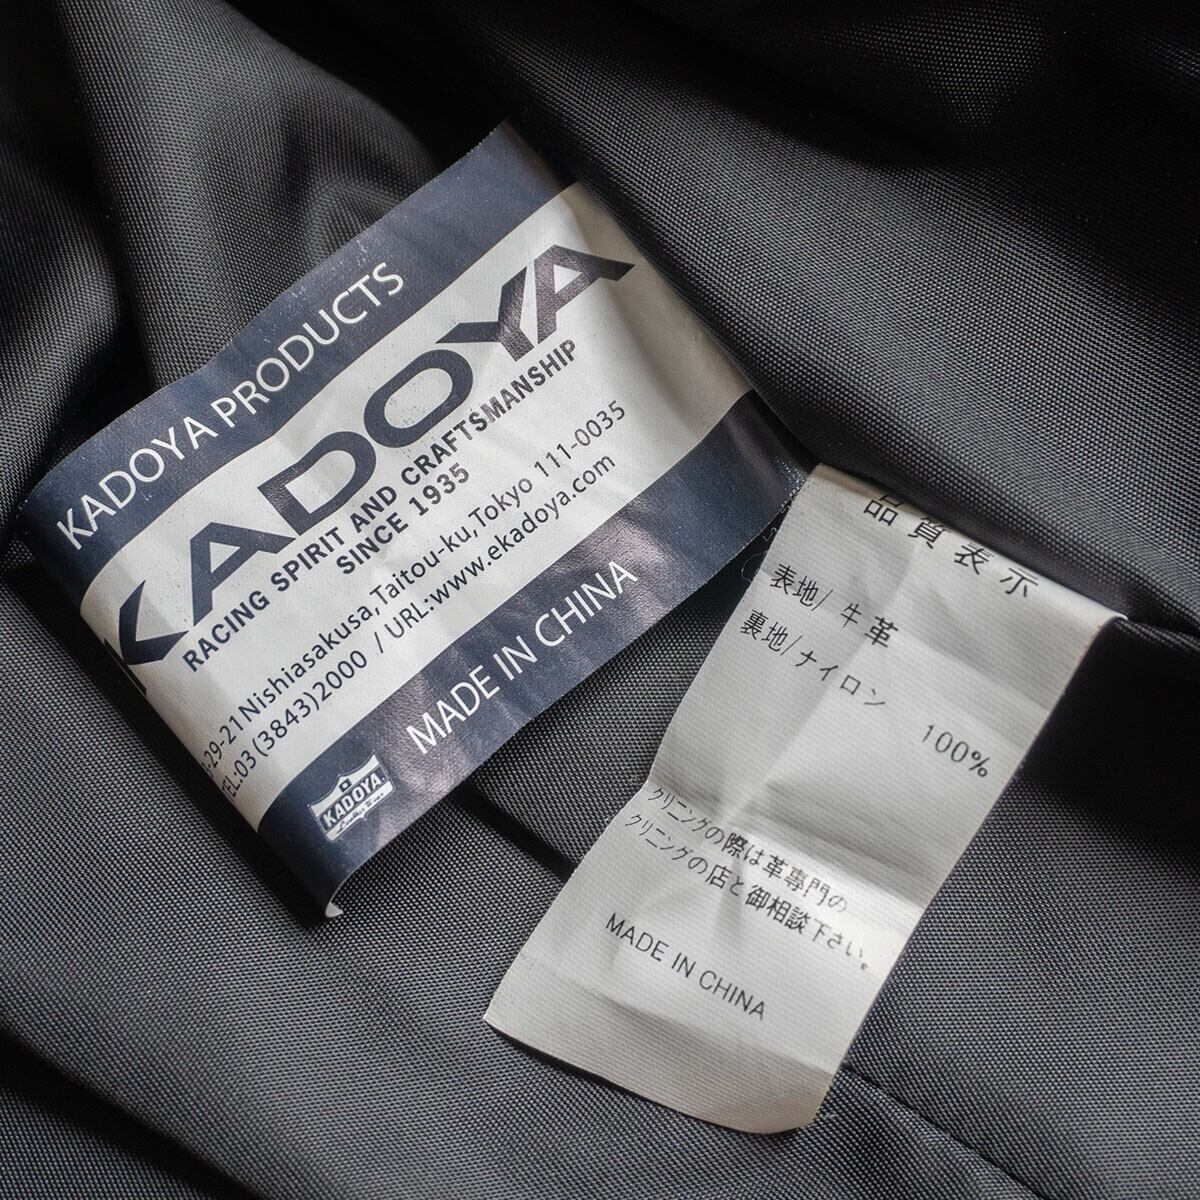 KADOYA PRODUCTS
KADOYA
RACING SPIRIT AND CRAFTSMANSHIP
SINCE 1935
-29-21 Nishiasakusa,Taitou-ku,Tokyo 111-0035
TEL:03(3843)2000 / URL:www.ekadoya.com
MADE IN CHINA
KADOYA
品質表示
表地/ 牛革
裏地/ナイロン 100%
クリニングの際は革専門の
クリニングの店と御相談下さい。
MADE IN CHINA